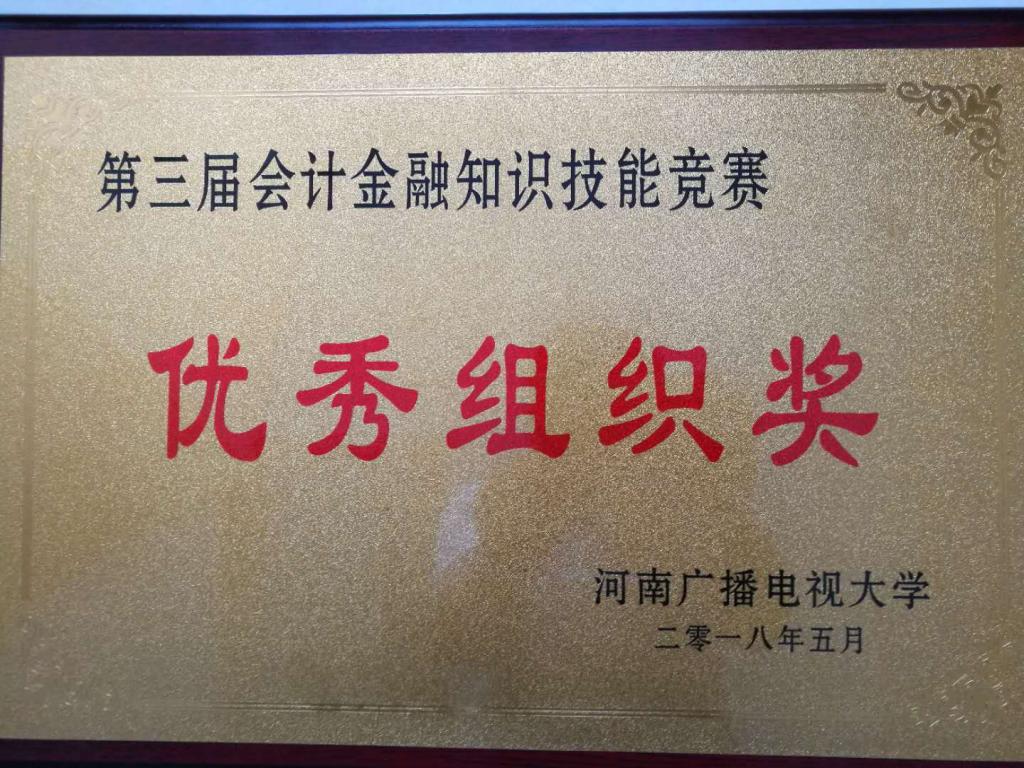 第三届会计金融知识技能竞赛
优秀组织奖
河南广播电视大学
二零一八年五月